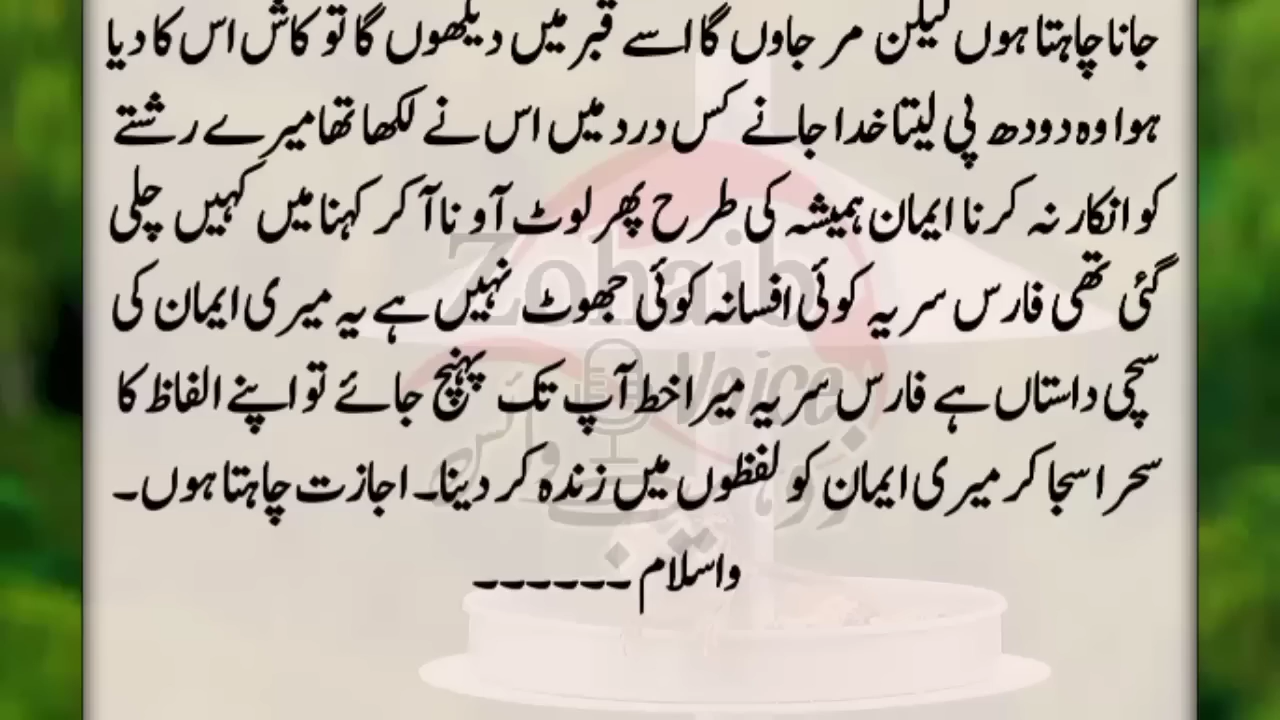 جانا چاہتا ہوں لیکن مر جاوں گا اسے قبر میں دیکھوں گا تو کاش اس کا دیا
ہوا وہ دودھ پی لیتا خدا جانے کس درد میں اس نے لکھا تھا میرے رشتے
کو انکار نہ کرنا ایمان ہمیشہ کی طرح پھر لوٹ آو نا آ کر کہنا میں کہیں چلی
گئی تھی فارس سر یہ کوئی افسانہ کوئی جھوٹ نہیں ہے یہ میری ایمان کی
سچی داستاں ہے فارس سر یہ میرا خط آپ تک پہنچ جائے تو اپنے الفاظ کا
سحر اسجا کر میری ایمان کو لفظوں میں زندہ کر دینا۔ اجازت چاہتا ہوں۔
واسلام ۔۔۔۔۔۔
Zohaib
Voice
زوہیب وائس